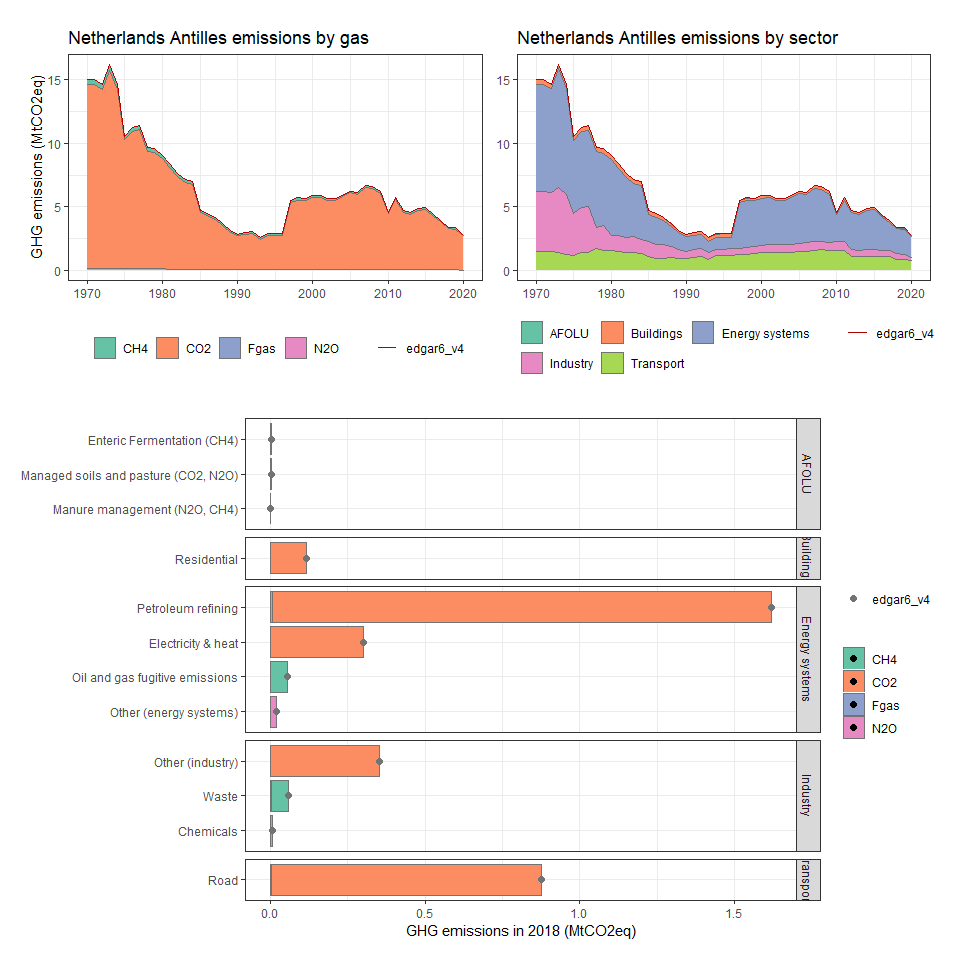 Netherlands Antilles emissions by gas
GHG emissions (MtCO2eq)
15
10
5
0
1970 1980 1990 2000 2010 2020
CH4 CO2 Fgas N2O edgar6_v4
Netherlands Antilles emissions by sector
15
10
5
0
1970 1980 1990 2000 2010 2020
AFOLU Buildings Energy systems edgar6_v4
Industry Transport
Enteric Fermentation (CH4)
Managed soils and pasture (CO2, N2O)
Manure management (N2O, CH4)
AFOLU
Residential
uilding
Petroleum refining
Electricity & heat
Oil and gas fugitive emissions
Other (energy systems)
Energy systems
Other (industry)
Waste
Chemicals
Industry
Road
ranspor
0.0 0.5 1.0 1.5
GHG emissions in 2018 (MtCO2eq)
edgar6_v4
CH4
CO2
Fgas
N2O